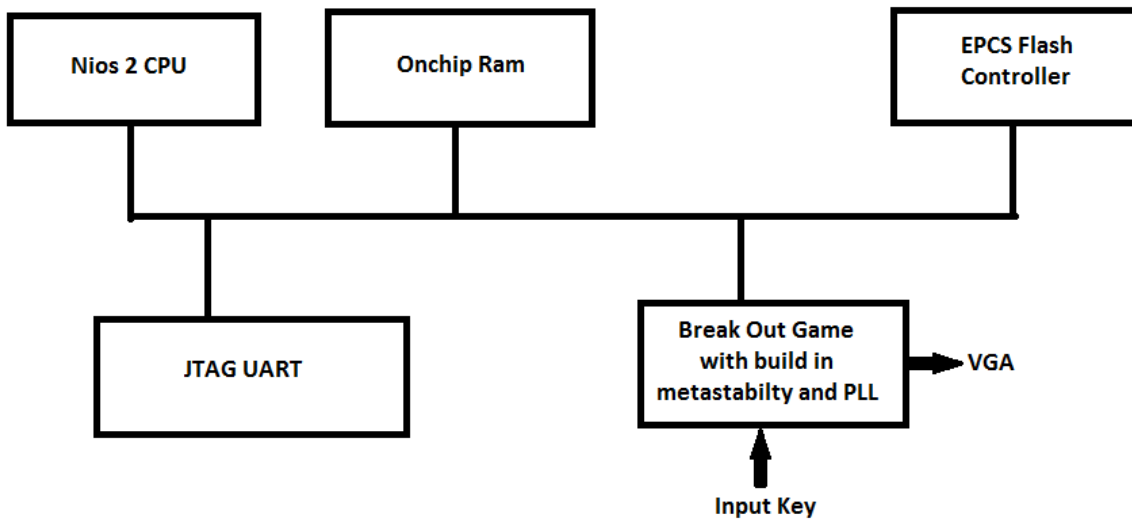 Nios 2 CPU
Onchip Ram
EPCS Flash
Controller
JTAG UART
Break Out Game
with build in
metastabilty and PLL
VGA
Input Key